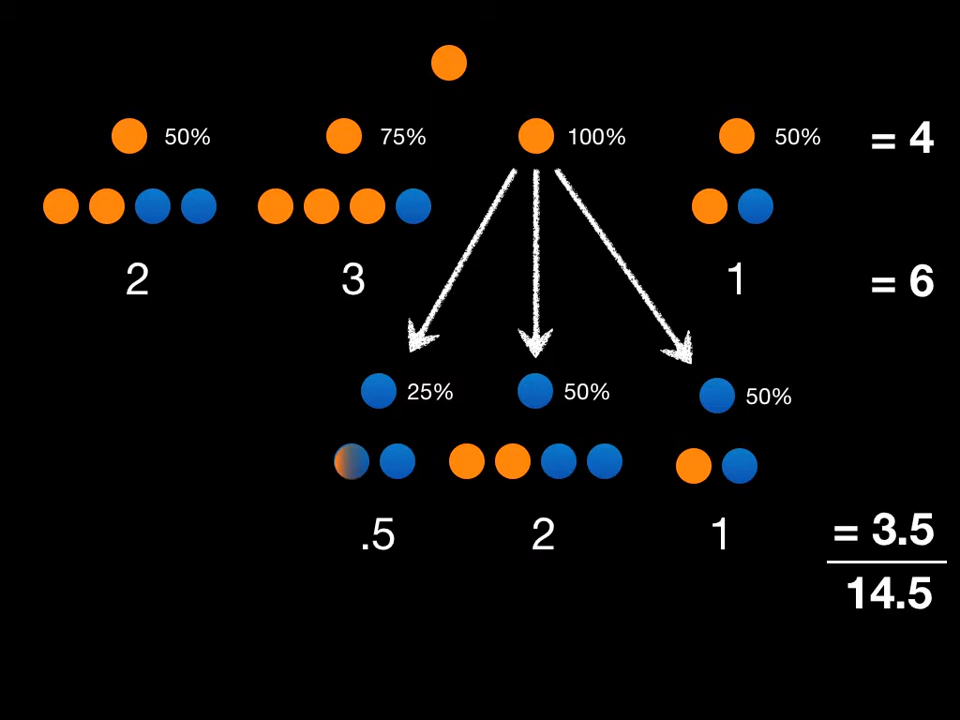 50% 75% 100% 50% = 4
2 3 1 = 6
25% 50% 50%
.5 2 1 = 3.5
14.5